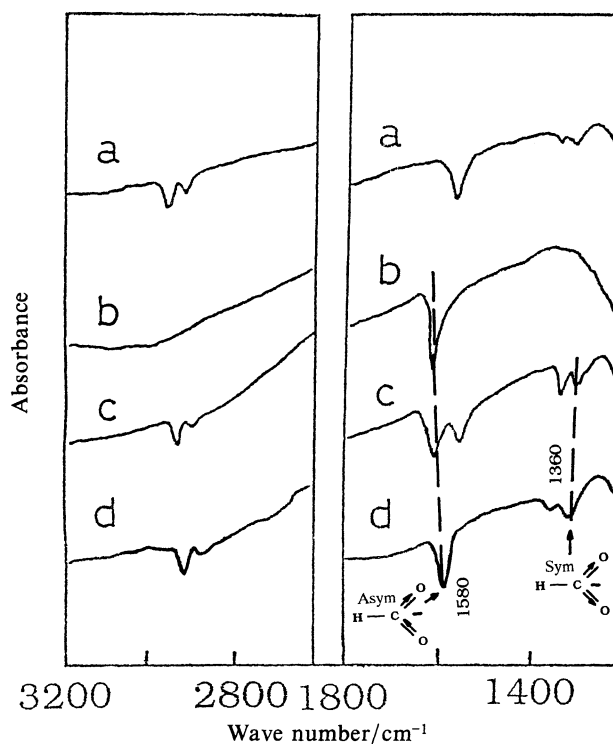 Absorbance
a
b
c
d
a
b
c
d
1360
1580
Asym
H C O O
Sym
H C O O
3200 2800 1800 1400
Wave number/cm⁻¹